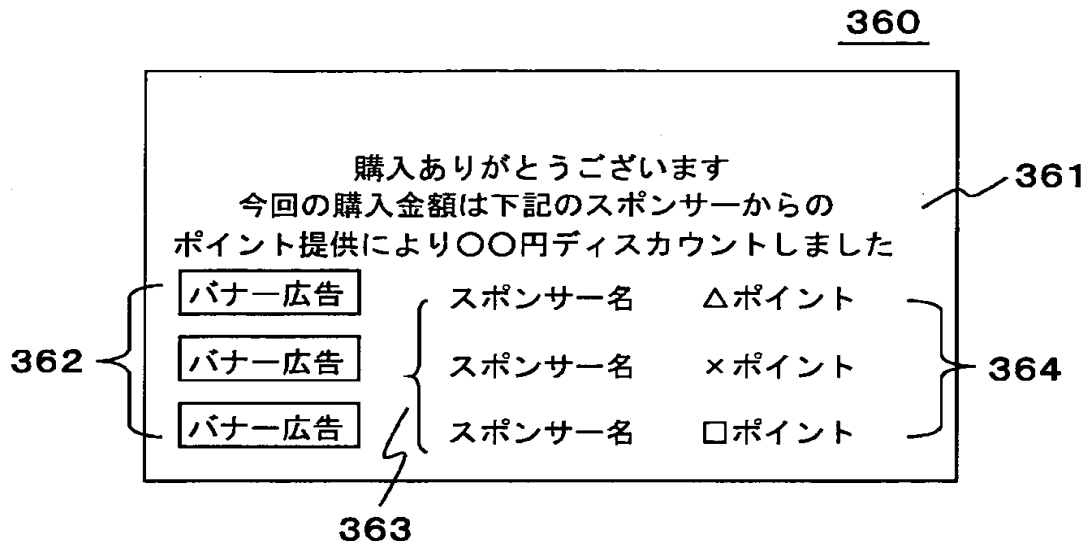 360
購入ありがとうございます
今回の購入金額は下記のスポンサーからの
ポイント提供により○○円ディスカウントしました
361
バナー広告 スポンサー名 △ポイント
バナー広告 スポンサー名 ×ポイント
バナー広告 スポンサー名 □ポイント
362
364
363